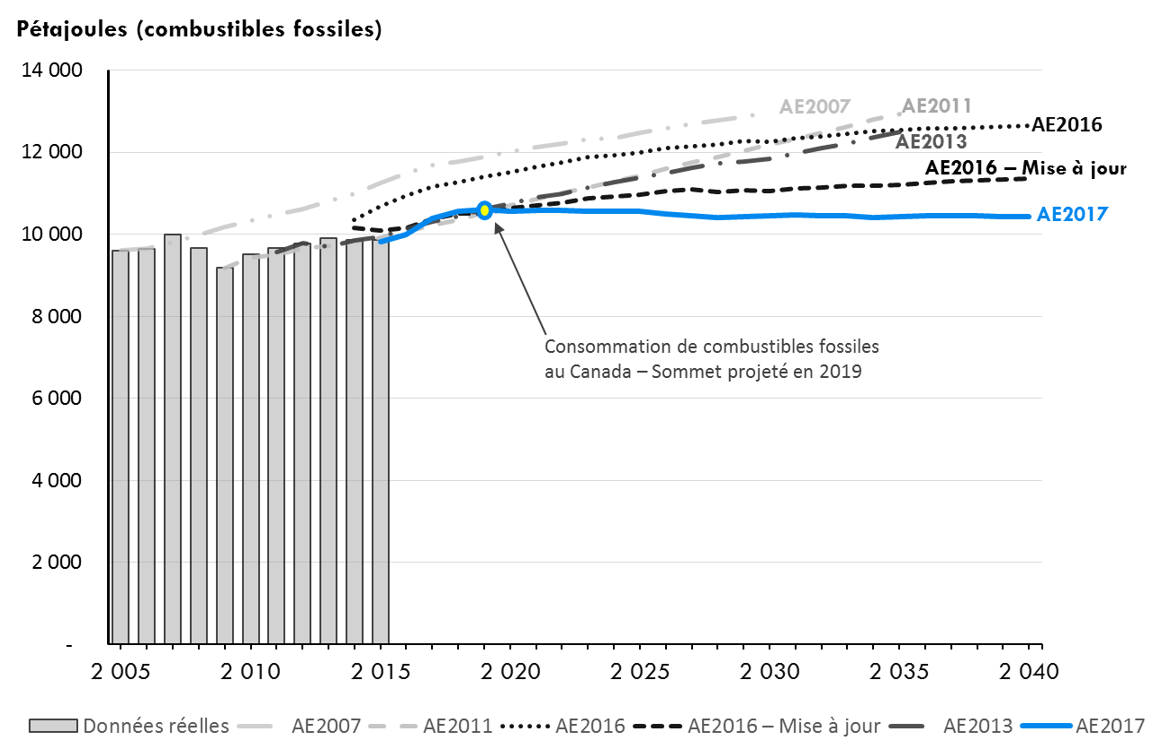 Pétajoules (combustibles fossiles)
14 000
12 000
10 000
8 000
6 000
4 000
2 000
-
AE2007
AE2011
AE2016
AE2013
AE2016 – Mise à jour
AE2017
Consommation de combustibles fossiles
au Canada – Sommet projeté en 2019
2 005 2 010 2 015 2 020 2 025 2 030 2 035 2 040
Données réelles AE2007 AE2011 AE2016 AE2016 – Mise à jour AE2013 AE2017